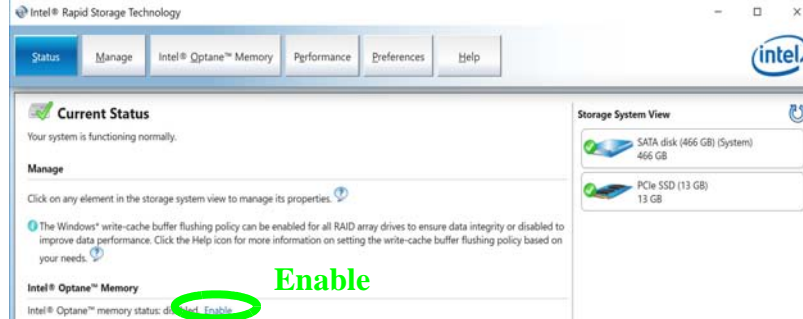 Intel® Rapid Storage Technology
Status
Manage
Intel® Optane™ Memory
Performance
Preferences
Help
intel
Current Status
Your system is functioning normally.
Manage
Click on any element in the storage system view to manage its properties.
The Windows* write-cache buffer flushing policy can be enabled for all RAID array drives to ensure data integrity or disabled to
improve data performance. Click the Help icon for more information on setting the write-cache buffer flushing policy based on
your needs.
Enable
Intel® Optane™ Memory
Intel® Optane™ memory status: disabled Enable
Storage System View
SATA disk (466 GB) (System)
466 GB
PCIe SSD (13 GB)
13 GB